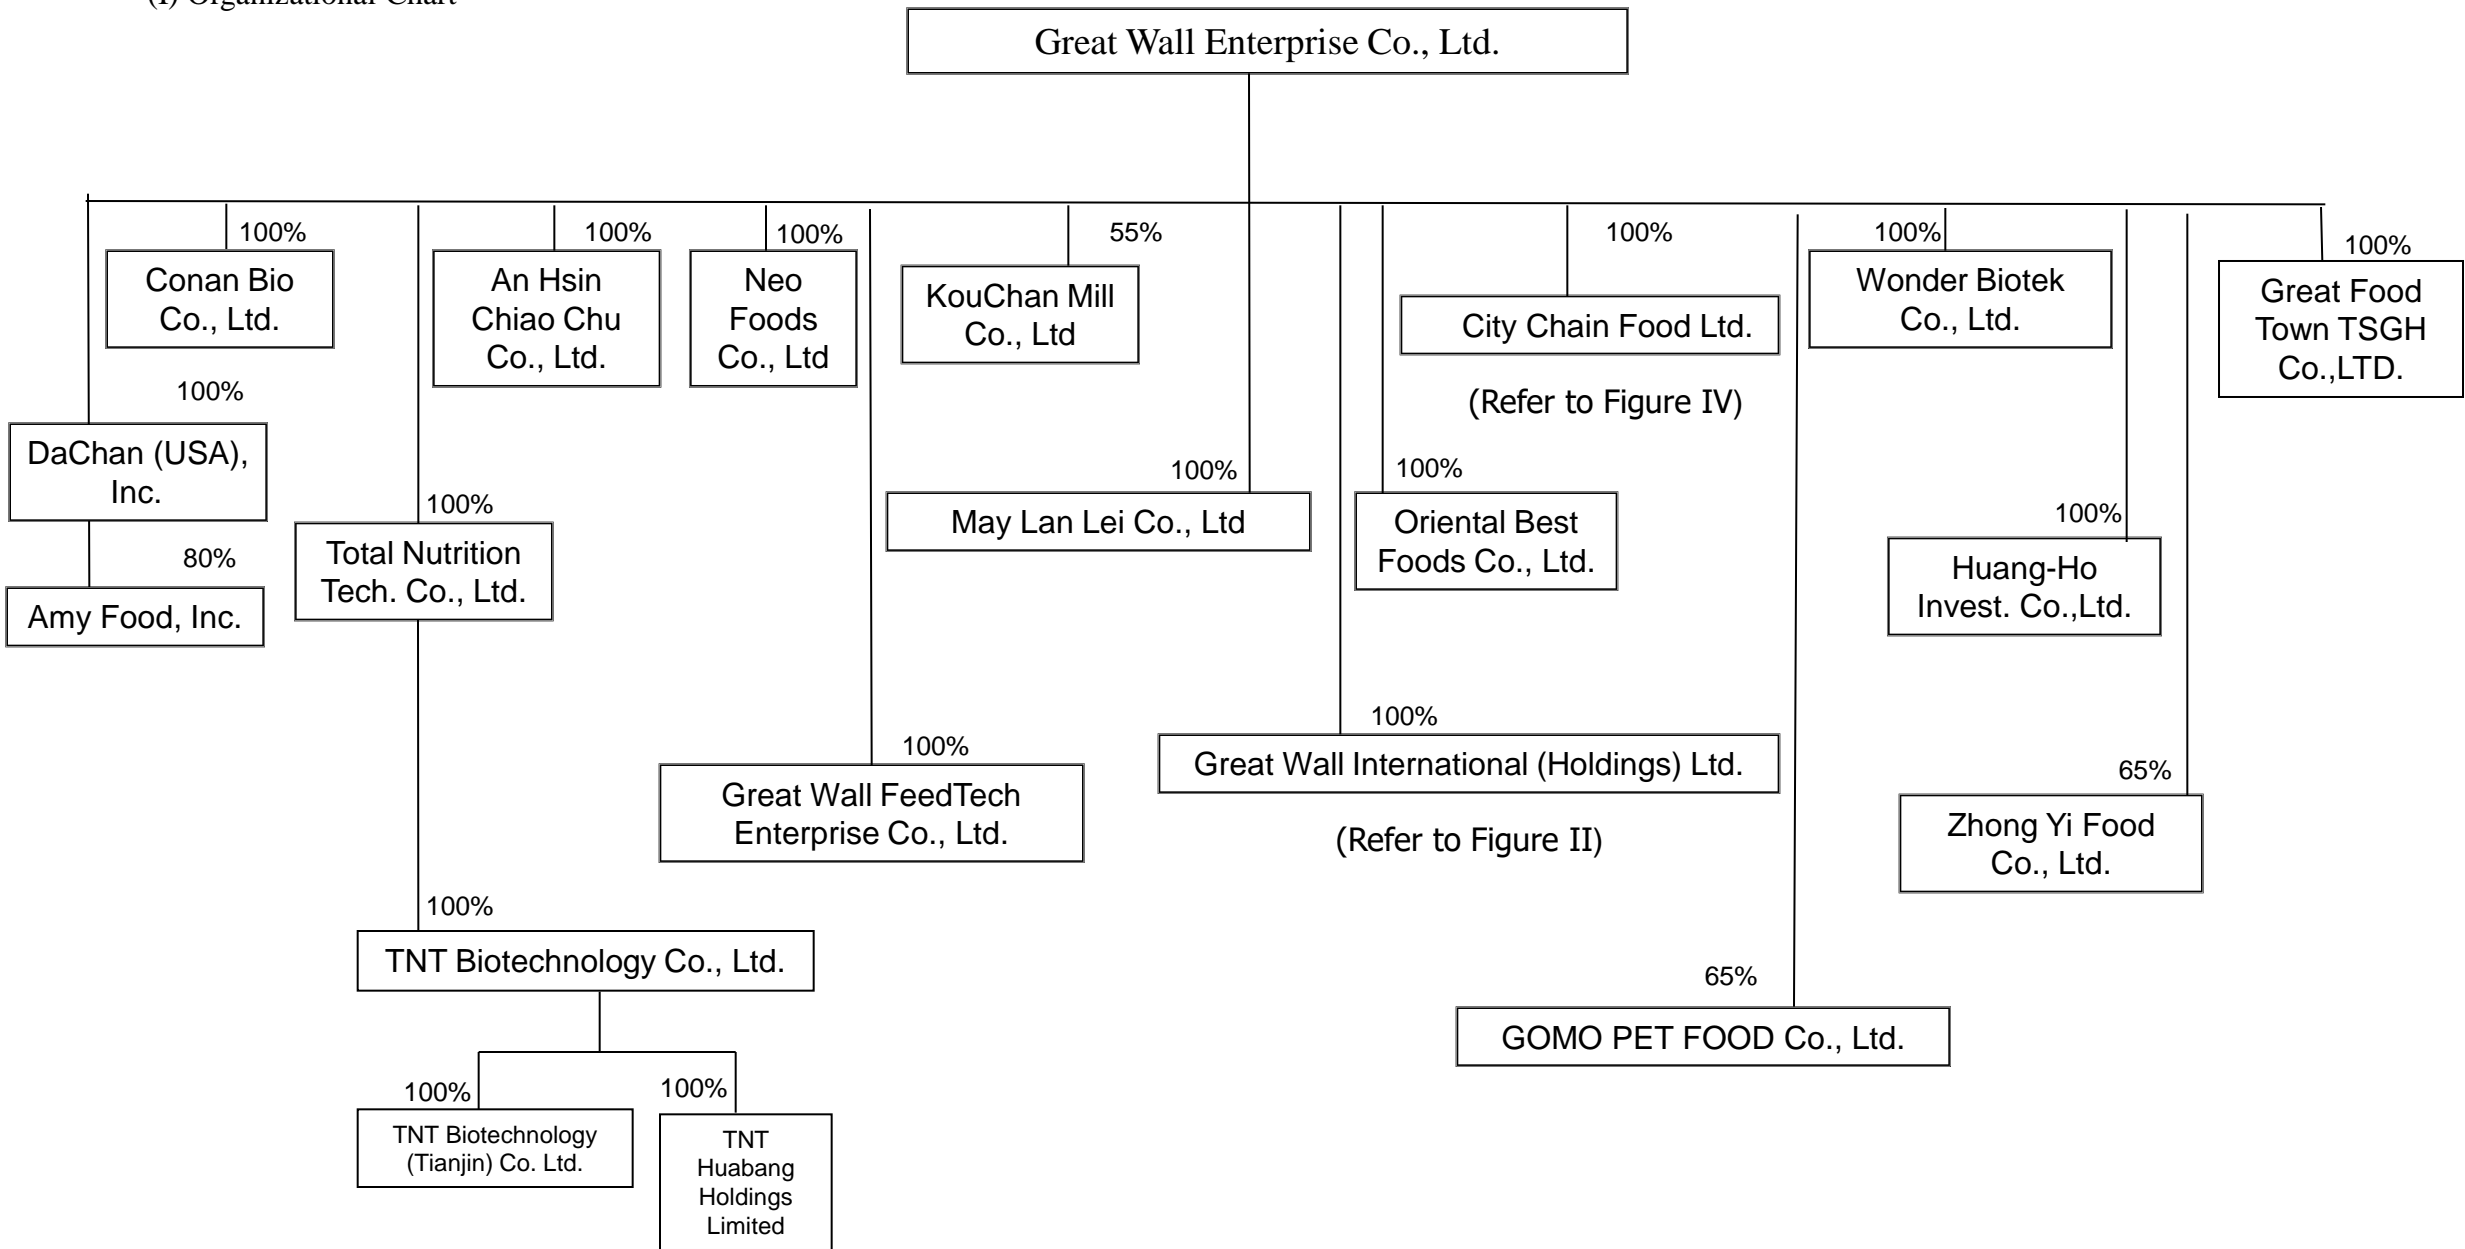 (I) Organizational Chart
Great Wall Enterprise Co., Ltd.
100%
Conan Bio
Co., Ltd.
100%
An Hsin
Chiao Chu
Co., Ltd.
100%
Neo
Foods
Co., Ltd
55%
KouChan Mill
Co., Ltd
100%
City Chain Food Ltd.
(Refer to Figure IV)
100%
Wonder Biotek
Co., Ltd.
100%
Great Food
Town TSGH
Co.,LTD.
100%
DaChan (USA),
Inc.
80%
Amy Food, Inc.
100%
Total Nutrition
Tech. Co., Ltd.
100%
May Lan Lei Co., Ltd
100%
Oriental Best
Foods Co., Ltd.
100%
Huang-Ho
Invest. Co.,Ltd.
100%
Great Wall FeedTech
Enterprise Co., Ltd.
100%
Great Wall International (Holdings) Ltd.
(Refer to Figure II)
65%
Zhong Yi Food
Co., Ltd.
100%
TNT Biotechnology Co., Ltd.
65%
GOMO PET FOOD Co., Ltd.
100%
TNT Biotechnology
(Tianjin) Co. Ltd.
100%
TNT
Huabang
Holdings
Limited